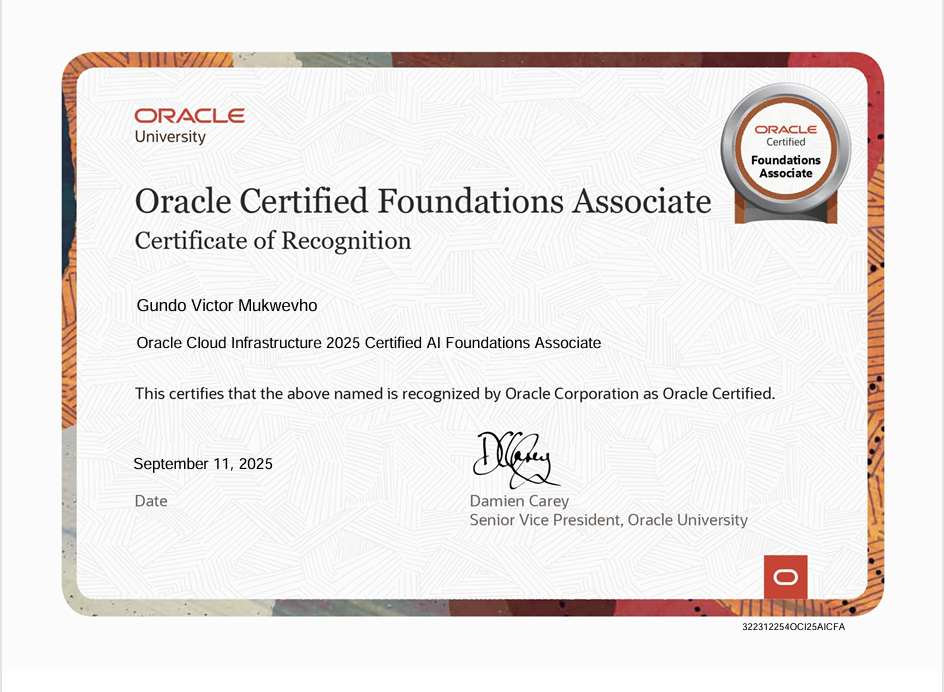 ORACLE
University
ORACLE
Certified
Foundations
Associate
Oracle Certified Foundations Associate
Certificate of Recognition
Gundo Victor Mukwevho
Oracle Cloud Infrastructure 2025 Certified AI Foundations Associate
This certifies that the above named is recognized by Oracle Corporation as Oracle Certified.
September 11, 2025
Date
DCarey
Damien Carey
Senior Vice President, Oracle University
322312254OCI25AICFA